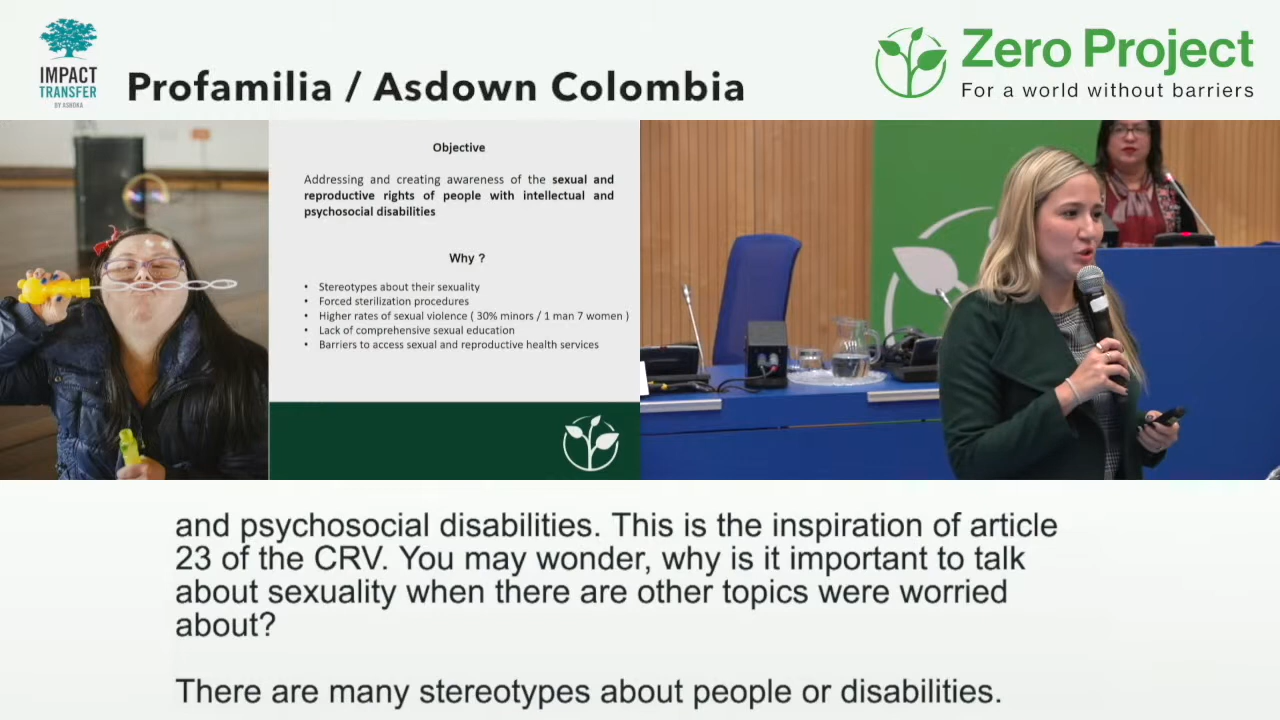 IMPACT
TRANSFER
BY ASHOKA
Profamilia / Asdown Colombia
Zero Project
For a world without barriers
Objective
Addressing and creating awareness of the sexual and
reproductive rights of people with intellectual and
psychosocial disabilities
Why ?
• Stereotypes about their sexuality
• Forced sterilization procedures
• Higher rates of sexual violence ( 30% minors / 1 man 7 women )
• Lack of comprehensive sexual education
• Barriers to access sexual and reproductive health services
and psychosocial disabilities. This is the inspiration of article
23 of the CRV. You may wonder, why is it important to talk
about sexuality when there are other topics were worried
about?
There are many stereotypes about people or disabilities.